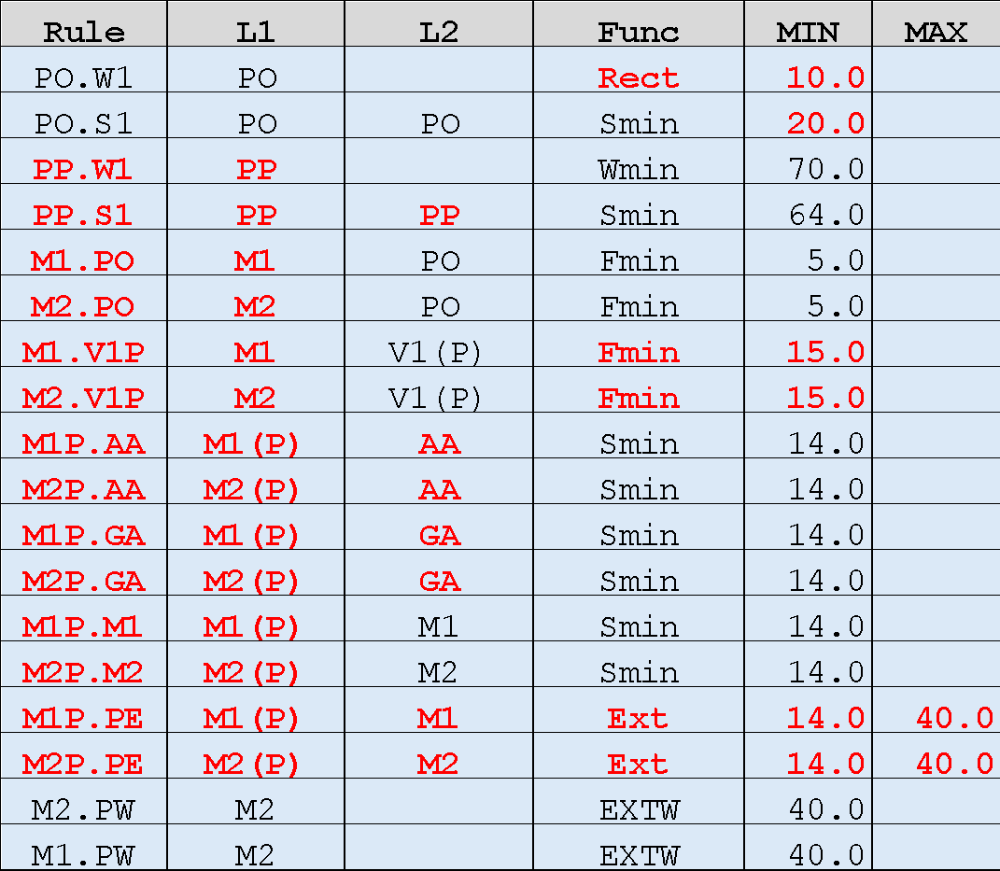 Rule L1 L2 Func MIN MAX
PO.W1 PO Rect 10.0
PO.S1 PO PO Smin 20.0
PP.W1 PP Wmin 70.0
PP.S1 PP PP Smin 64.0
M1.PO M1 PO Fmin 5.0
M2.PO M2 PO Fmin 5.0
M1.V1P M1 V1(P) Fmin 15.0
M2.V1P M2 V1(P) Fmin 15.0
M1P.AA M1(P) AA Smin 14.0
M2P.AA M2(P) AA Smin 14.0
M1P.GA M1(P) GA Smin 14.0
M2P.GA M2(P) GA Smin 14.0
M1P.M1 M1(P) M1 Smin 14.0
M2P.M2 M2(P) M2 Smin 14.0
M1P.PE M1(P) M1 Ext 14.0 40.0
M2P.PE M2(P) M2 Ext 14.0 40.0
M2.PW M2 EXTW 40.0
M1.PW M2 EXTW 40.0